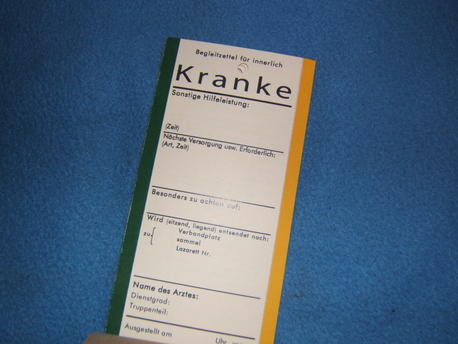 Begleitzettel für innerlich
Kranke
Sonstige Hilfeleistung:
(Zeit)
Nächste Versorgung usw. Erforderlich:
(Art, Zeit)
Besonders zu achten auf:
Wird (sitzend, liegend) entsendet nach:
zu { Verbandplatz
sammel
Lazarett Nr.
Name des Arztes:
Dienstgrad:
Truppenteil:
Ausgestellt am Uhr